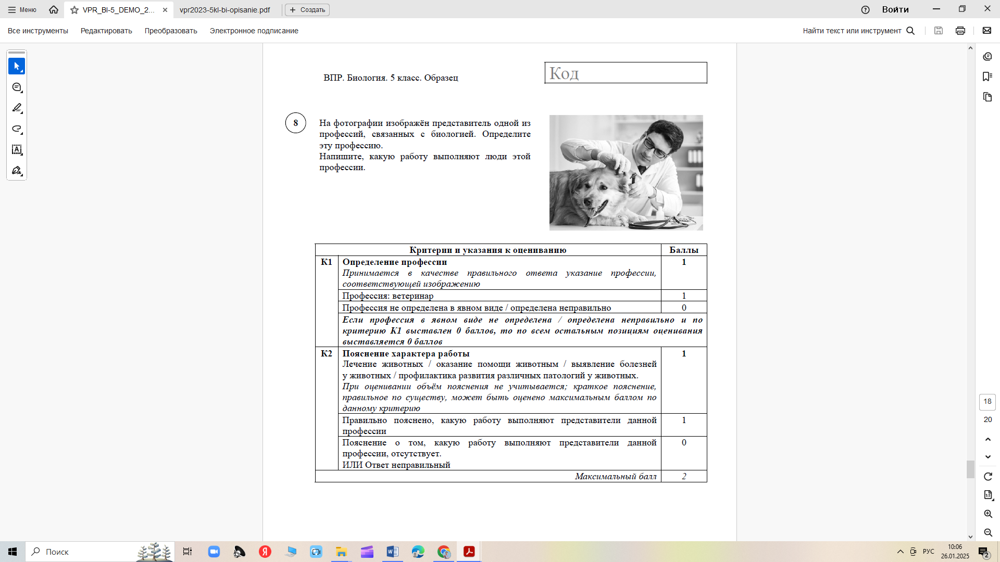 Меню
VPR_BI-5_DEMO_2...
vpr2023-5kl-bi-opisanie.pdf
Создать
Войти
Все инструменты
Редактировать
Преобразовать
Электронное подписание
Найти текст или инструмент
ВПР. Биология. 5 класс. Образец
Код
8
На фотографии изображён представитель одной из
профессий, связанных с биологией. Определите
эту профессию.
Напишите, какую работу выполняют люди этой
профессии.
Критерии и указания к оцениванию
Баллы
К1
Определение профессии
1
Принимается в качестве правильного ответа указание профессии,
соответствующей изображению
Профессия: ветеринар
1
Профессия не определена в явном виде / определена неправильно
0
Если профессия в явном виде не определена / определена неправильно и по
критерию К1 выставлен 0 баллов, то по всем остальным позициям оценивания
выставляется 0 баллов
К2
Пояснение характера работы
1
Лечение животных / оказание помощи животным / выявление болезней
у животных / профилактика развития различных патологий у животных.
При оценивании объём пояснения не учитывается; краткое пояснение,
правильное по существу, может быть оценено максимальным баллом по
данному критерию
Правильно пояснено, какую работу выполняют представители данной
профессии
1
Пояснение о том, какую работу выполняют представители данной
профессии, отсутствует.
ИЛИ Ответ неправильный
0
Максимальный балл
2
18
20
1:1
Поиск
РУС
10:06
26.01.2025
2